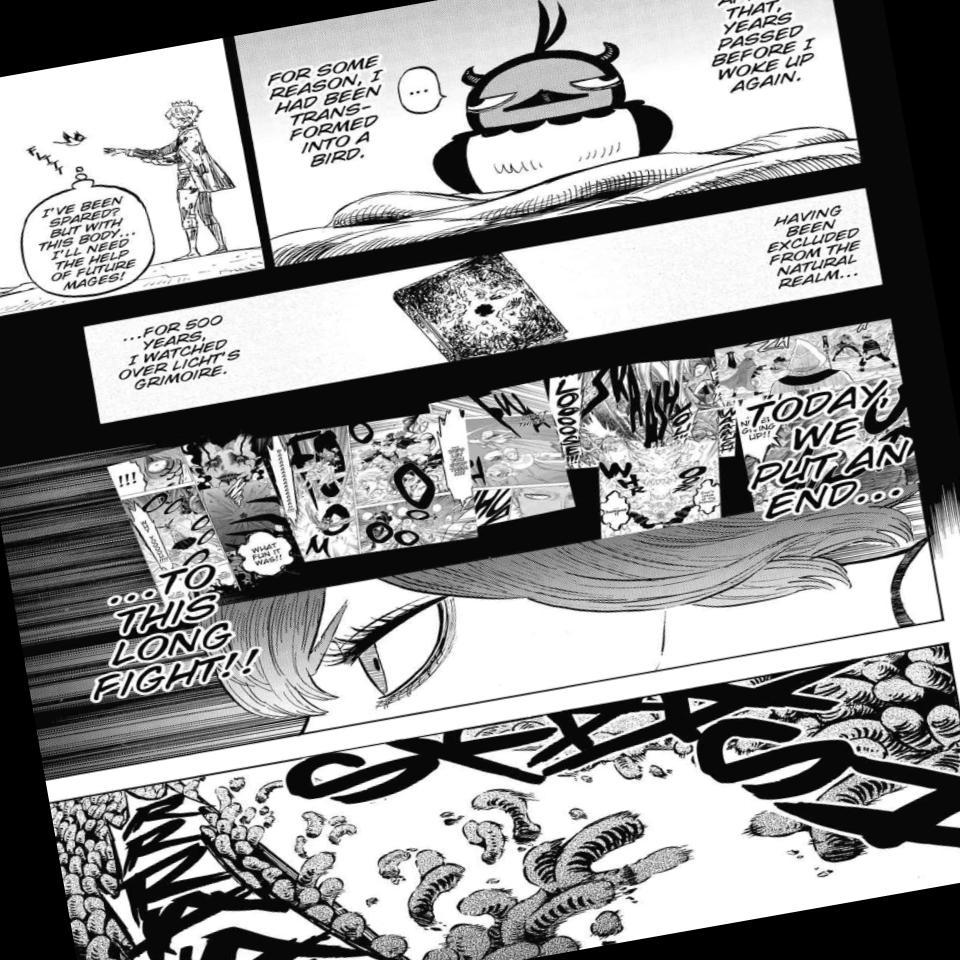 THAT,
YEARS
PASSED
BEFORE I
WOKE UP
AGAIN.
...
FOR SOME
REASON, I
HAD BEEN
TRANS-
FORMED
INTO A
BIRD.
I'VE BEEN
SPARED?
BUT WITH
THIS BODY...
I'LL NEED
THE HELP
OF FUTURE
MAGES!
HAVING
BEEN
EXCLUDED
FROM THE
NATURAL
REALM...
...FOR 500
YEARS,
I WATCHED
OVER LICHT'S
GRIMOIRE.
TODAY,
WE
PUT AN
END...
!!!
WHAT
FUN IT
WAS!!
...TO
THIS
LONG
FIGHT!!